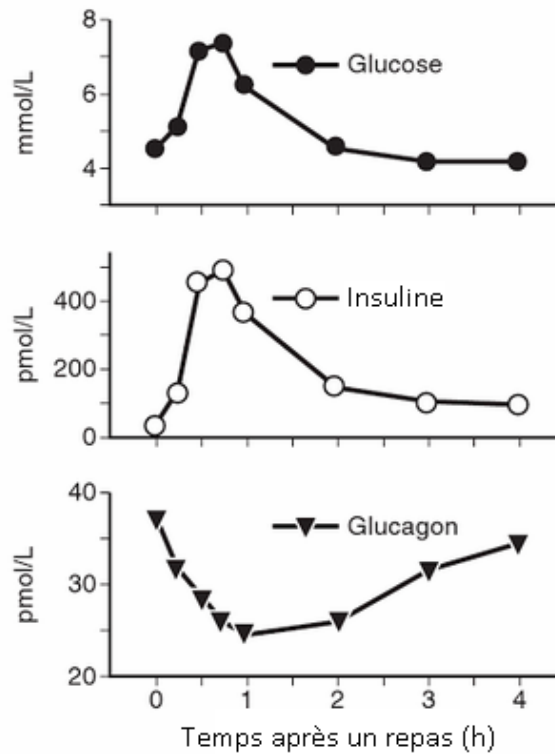 8
6
4
mmol/L
Glucose
400
200
0
pmol/L
Insuline
40
30
20
pmol/L
Glucagon
0 1 2 3 4
Temps après un repas (h)